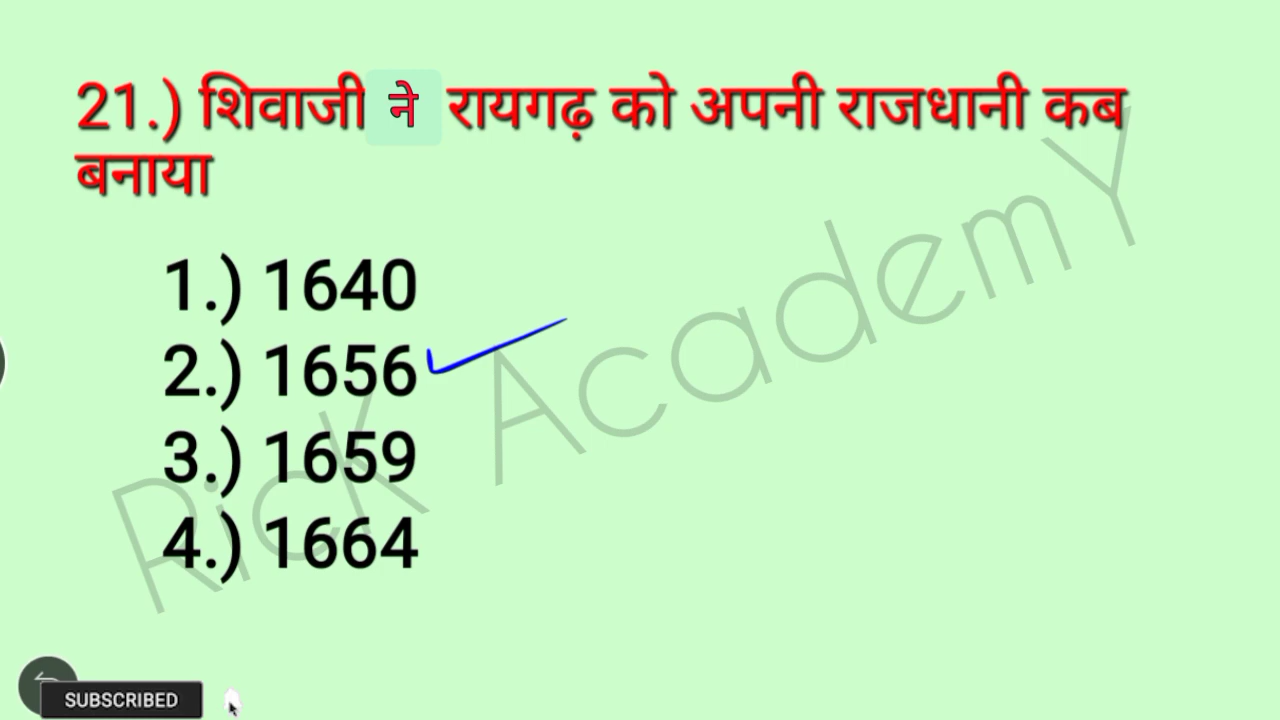 21.) शिवाजी ने रायगढ़ को अपनी राजधानी कब
बनाया
1.) 1640
2.) 1656
3.) 1659
4.) 1664
RicK AcademY
SUBSCRIBED